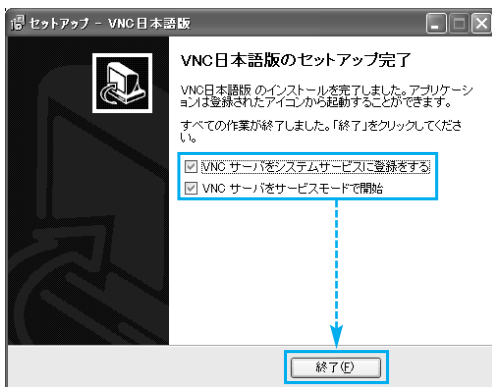 セットアップ - VNC日本語版
VNC日本語版のセットアップ完了
VNC日本語版 のインストールを完了しました。アプリケーシ
ョンは登録されたアイコンから起動することができます。
すべての作業が終了しました。「終了」をクリックしてくださ
い。
VNC サーバをシステムサービスに登録をする
VNC サーバをサービスモードで開始
終了(F)